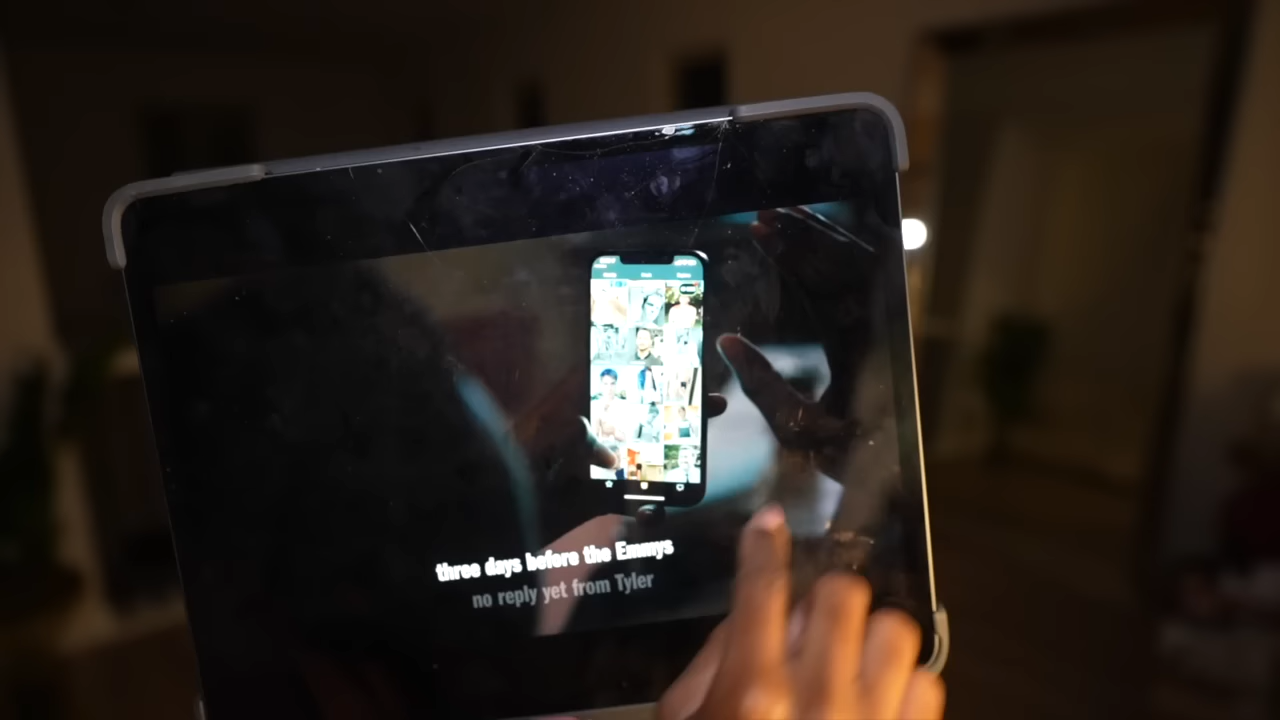 three days before the Emmys
no reply yet from Tyler